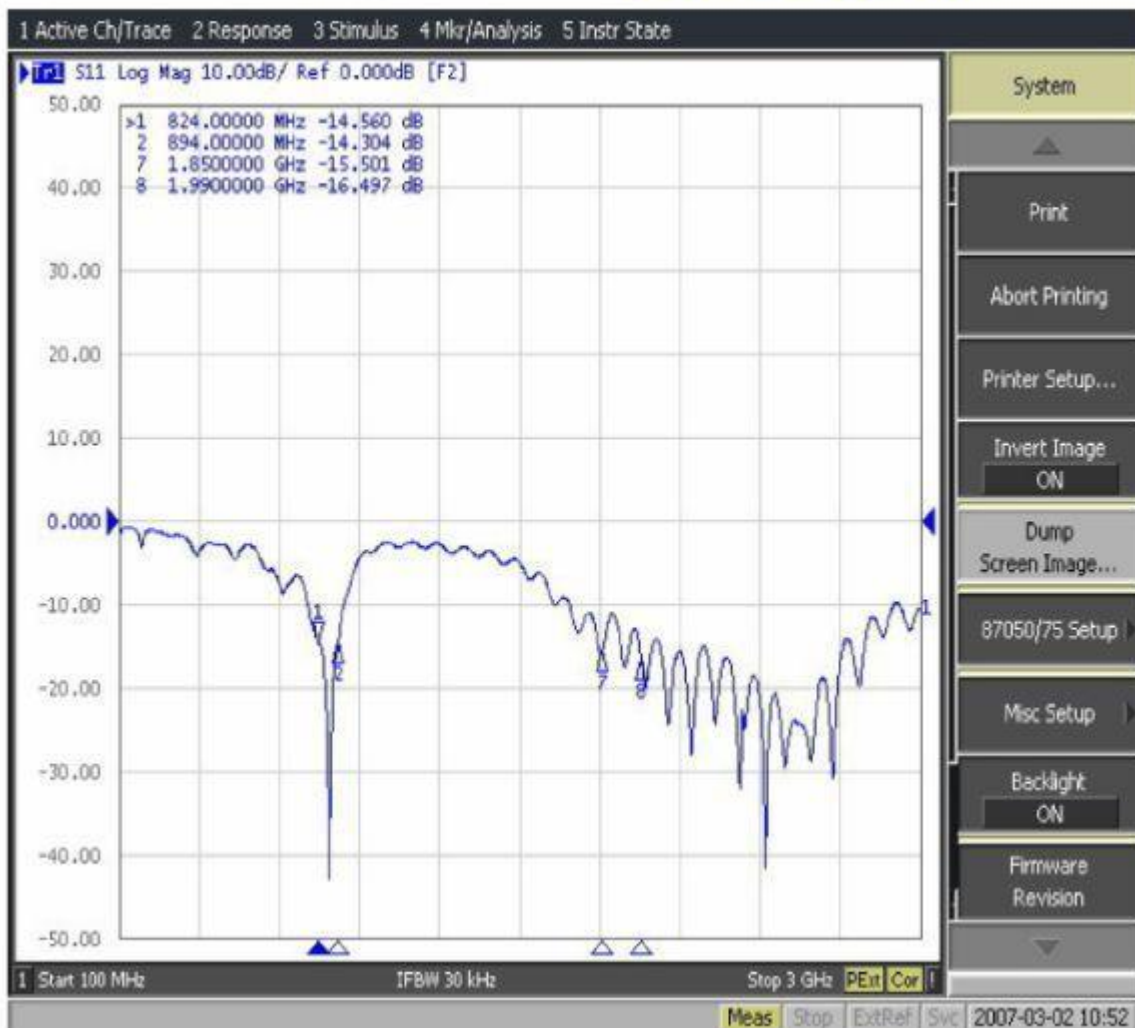 1 Active Ch/Trace 2 Response 3 Stimulus 4 Mkr/Analysis 5 Instr State
Tr1 S11 Log Mag 10.00dB/ Ref 0.000dB [F2]
50.00
40.00
30.00
20.00
10.00
0.000
-10.00
-20.00
-30.00
-40.00
-50.00
>1 824.00000 MHz -14.560 dB
2 894.00000 MHz -14.304 dB
7 1.8500000 GHz -15.501 dB
8 1.9900000 GHz -16.497 dB
1
2
7
8
1
System
Print
Abort Printing
Printer Setup...
Invert Image
ON
Dump
Screen Image...
87050/75 Setup
Misc Setup
Backlight
ON
Firmware
Revision
1 Start 100 MHz IFBW 30 kHz Stop 3 GHz PExt Cor !
Meas Stop ExtRef Svc 2007-03-02 10:52